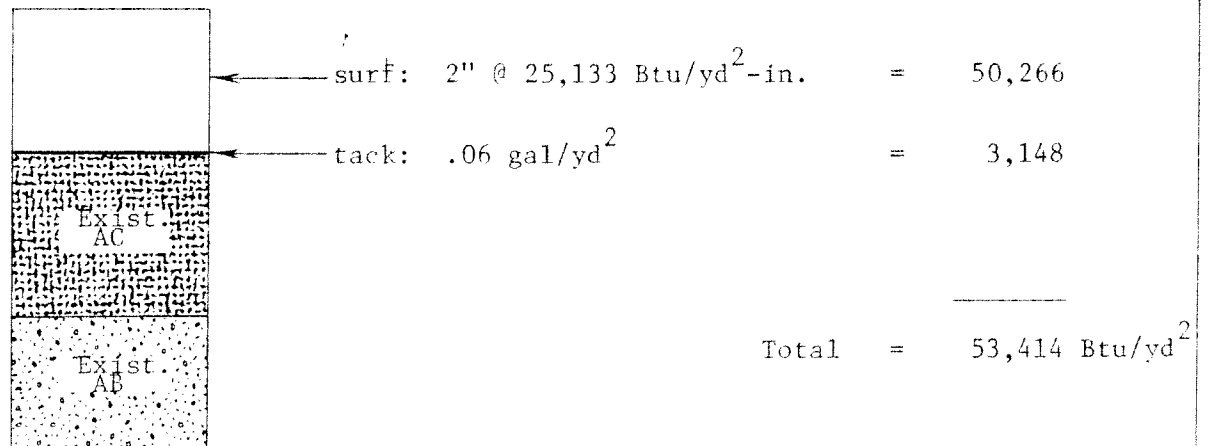 surf: 2" @ 25,133 Btu/yd²-in. = 50,266
tack: .06 gal/yd² = 3,148
Exist.
AC
Total = 53,414 Btu/yd²
Exist.
AB